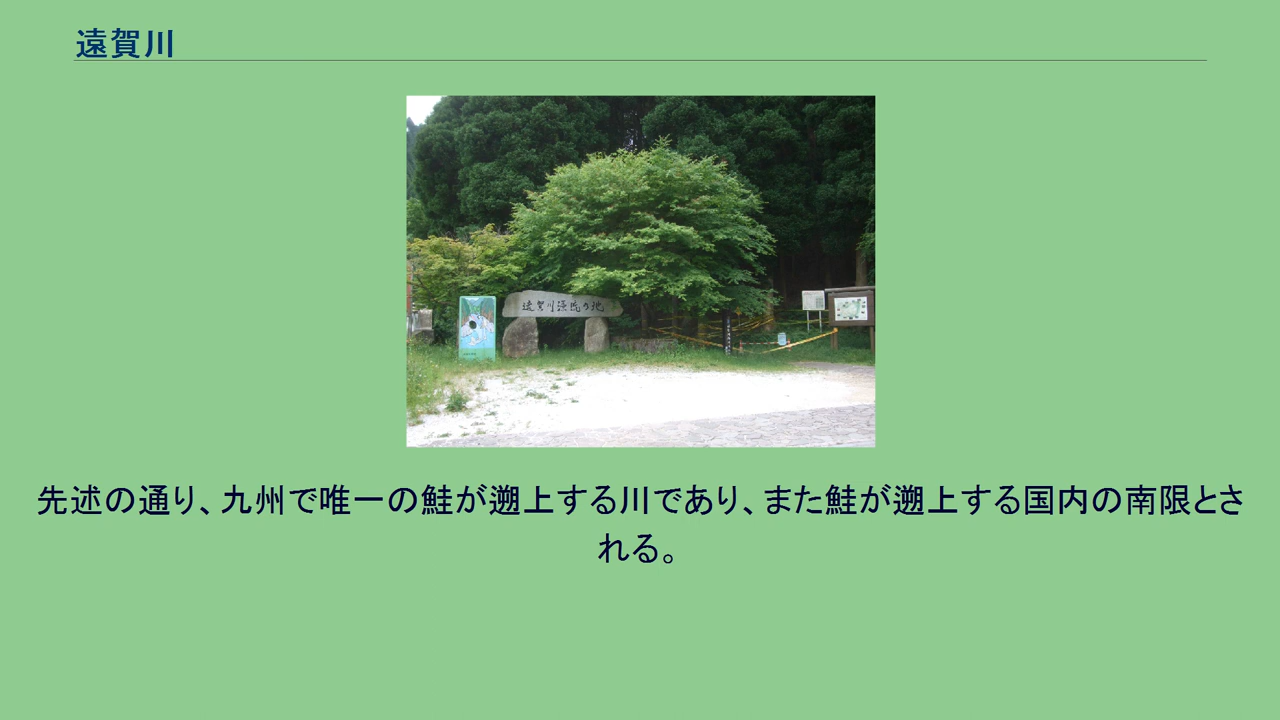 遠賀川
遠賀川源流の地
先述の通り、九州で唯一の鮭が遡上する川であり、また鮭が遡上する国内の南限とさ
れる。